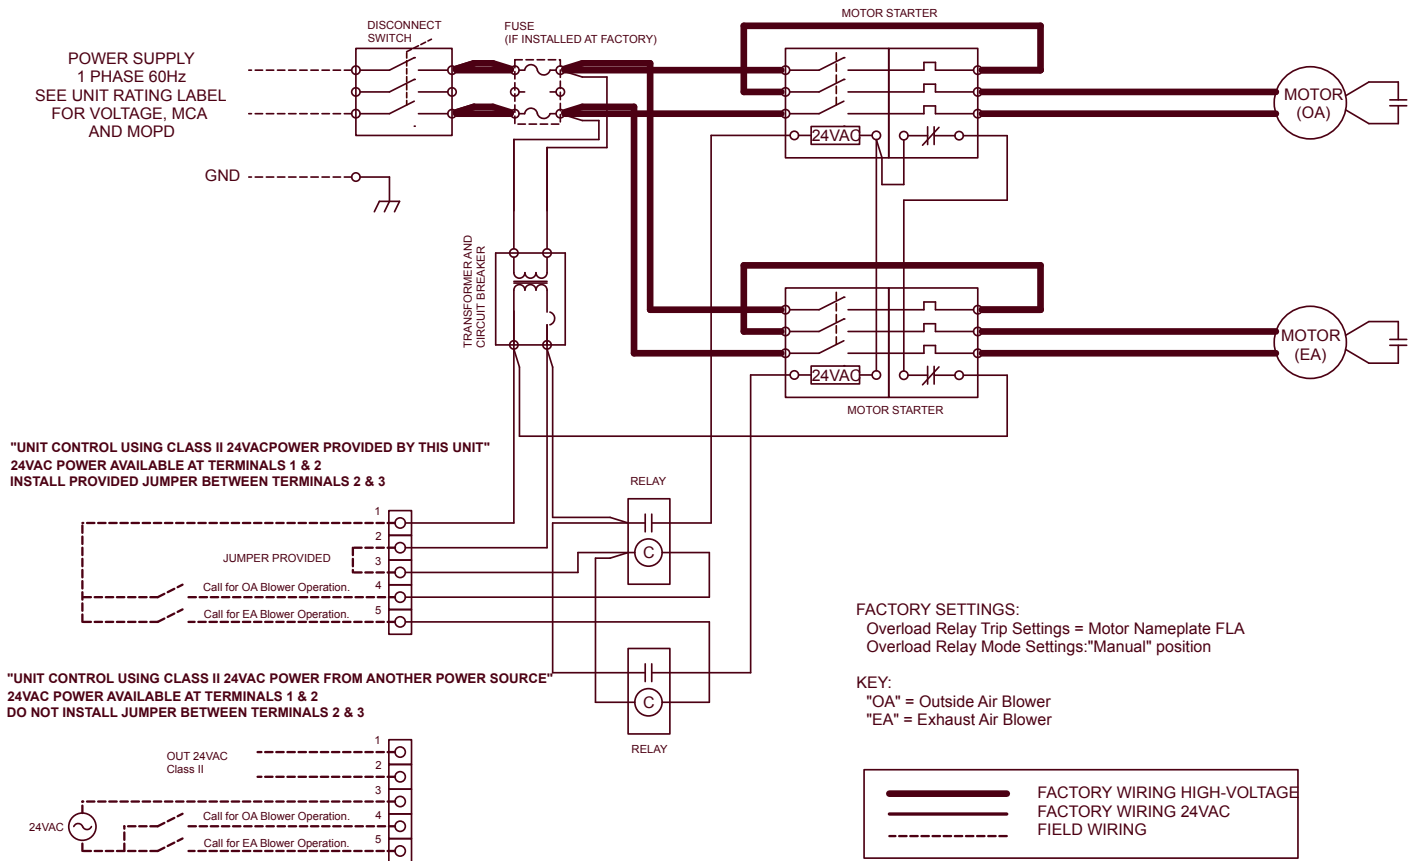 MOTOR STARTER
DISCONNECT
SWITCH
FUSE
(IF INSTALLED AT FACTORY)
POWER SUPPLY
1 PHASE 60Hz
SEE UNIT RATING LABEL
FOR VOLTAGE, MCA
AND MOPD
MOTOR
(OA)
24VAC
GND
TRANSFORMER AND
CIRCUIT BREAKER
MOTOR
(EA)
24VAC
MOTOR STARTER
"UNIT CONTROL USING CLASS II 24VACPOWER PROVIDED BY THIS UNIT"
24VAC POWER AVAILABLE AT TERMINALS 1 & 2
INSTALL PROVIDED JUMPER BETWEEN TERMINALS 2 & 3
RELAY
1
2
JUMPER PROVIDED
3
C
Call for OA Blower Operation.
4
Call for EA Blower Operation.
5
FACTORY SETTINGS:
Overload Relay Trip Settings = Motor Nameplate FLA
Overload Relay Mode Settings:"Manual" position
KEY:
"OA" = Outside Air Blower
"EA" = Exhaust Air Blower
"UNIT CONTROL USING CLASS II 24VAC POWER FROM ANOTHER POWER SOURCE"
24VAC POWER AVAILABLE AT TERMINALS 1 & 2
DO NOT INSTALL JUMPER BETWEEN TERMINALS 2 & 3
C
RELAY
1
OUT 24VAC
Class II
2
3
24VAC
Call for OA Blower Operation.
4
Call for EA Blower Operation.
5
FACTORY WIRING HIGH-VOLTAGE
FACTORY WIRING 24VAC
FIELD WIRING